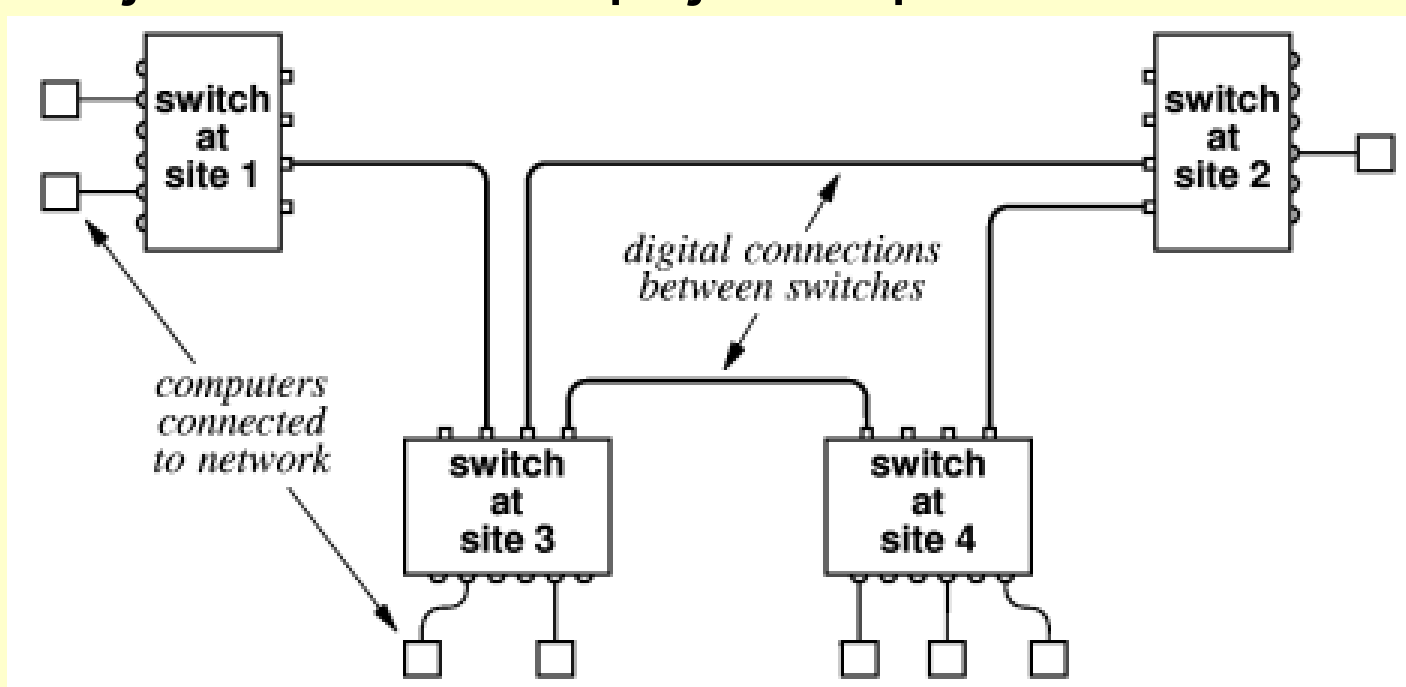 switch
at
site 1
switch
at
site 2
digital connections
between switches
computers
connected
to network
switch
at
site 3
switch
at
site 4